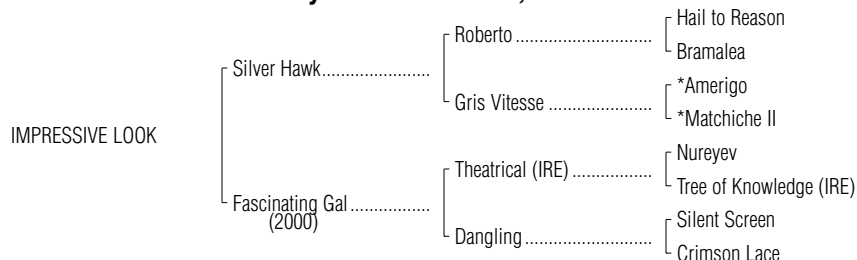 Hail to Reason
Roberto
Bramalea
Silver Hawk
*Amerigo
Gris Vitesse
*Matchiche II
IMPRESSIVE LOOK
Nureyev
Theatrical (IRE)
Tree of Knowledge (IRE)
Fascinating Gal
(2000)
Silent Screen
Dangling
Crimson Lace